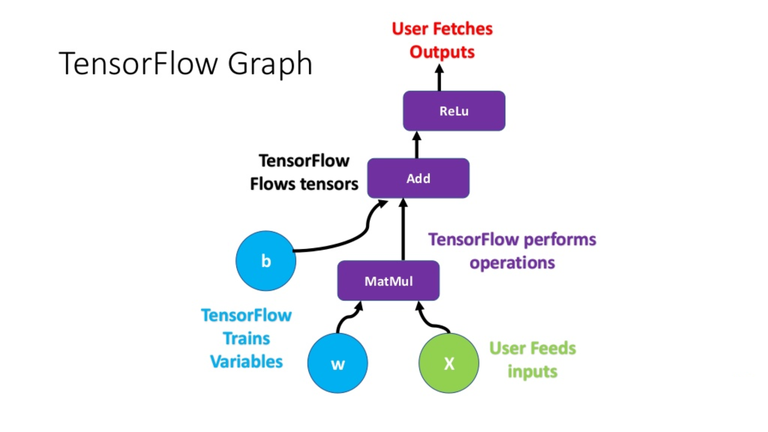 TensorFlow Graph
User Fetches
Outputs
ReLu
TensorFlow
Flows tensors
Add
b
TensorFlow performs
operations
MatMul
TensorFlow
Trains
Variables
w
X
User Feeds
inputs